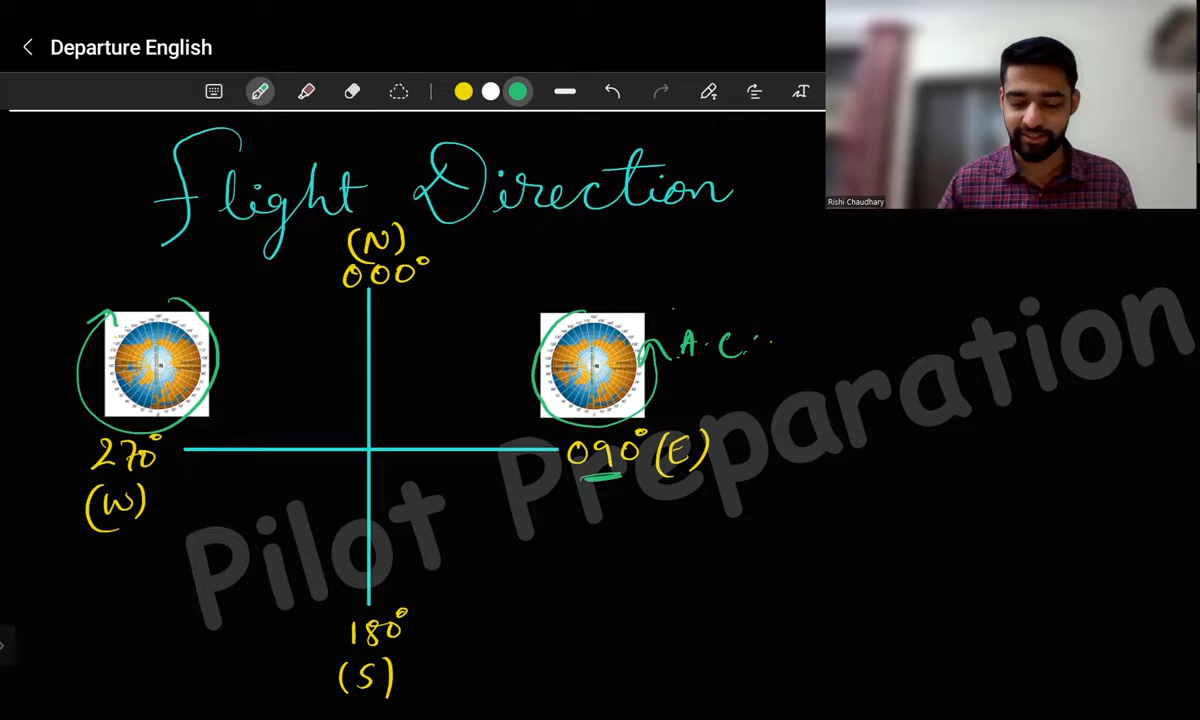 Departure English
Rishi Chaudhary
Flight Direction
(N)
000°
A.C.
270°
(W)
090° (E)
180°
(S)
Pilot Preparation